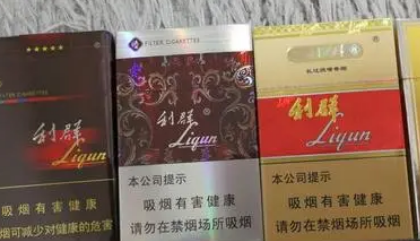 FILTER CIGARETTES
利群
Liqun
吸烟有害健康
烟可减少对健康的危害
FILTER CIGARETTES
利群
Liqun
本公司提示
吸烟有害健康
请勿在禁烟场所吸烟
利群
Liqun
本公司提示
吸烟有害健康
请勿在禁烟场所吸烟